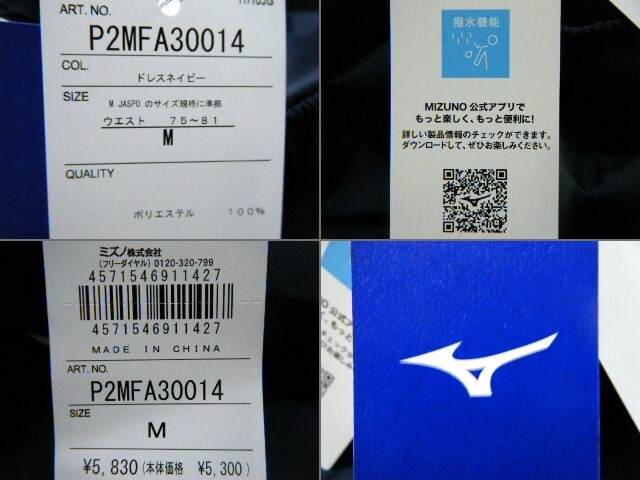 ART. NO.
P2MFA30014
COL.
ドレスネイビー
SIZE
M JASPO のサイズ規格に準拠
ウエスト 75~81
M
QUALITY
ポリエステル 100%
撥水機能
MIZUNO 公式アプリで
もっと楽しく、もっと便利に!
詳しい製品情報のチェックができます。
ダウンロードして、ぜひお楽しみください。
ミズノ株式会社
(フリーダイヤル) 0120-320-799
4571546911427
4571546911427
MADE IN CHINA
ART. NO.
P2MFA30014
SIZE
M
¥5,830 (本体価格 ¥5,300)